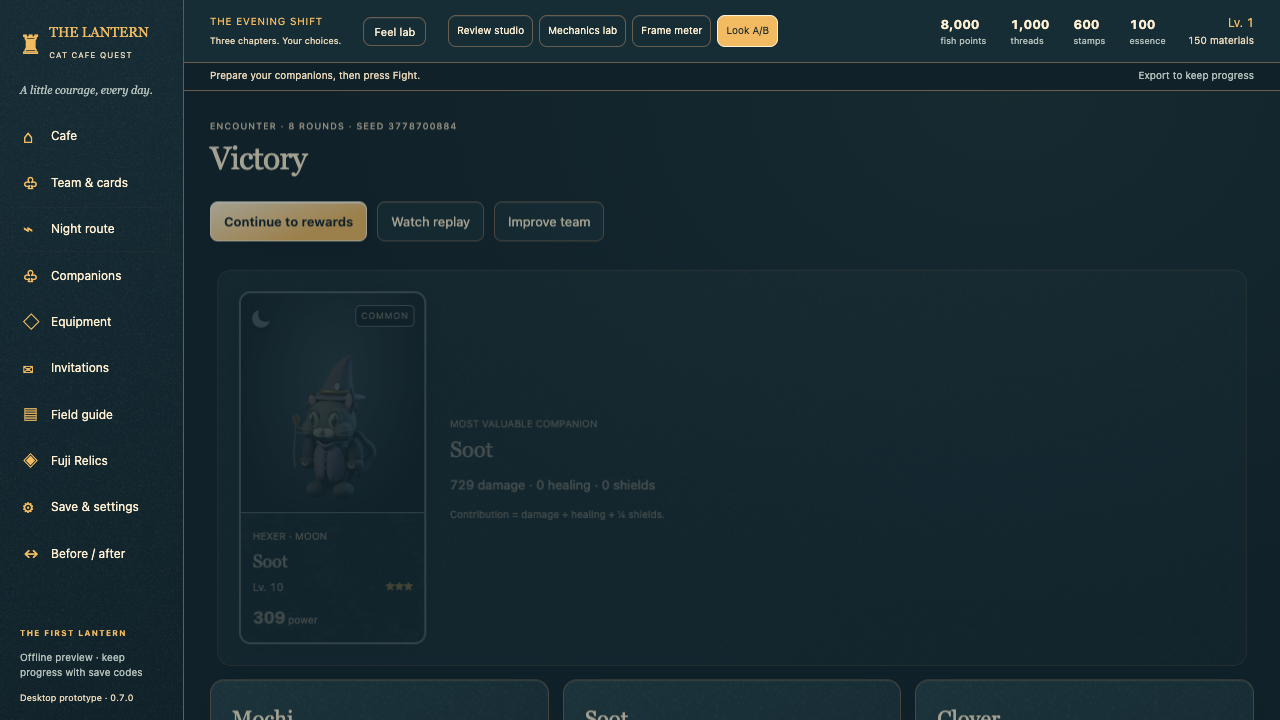 THE LANTERN
CAT CAFE QUEST
A little courage, every day.
Cafe
Team & cards
Night route
Companions
Equipment
Invitations
Field guide
Fuji Relics
Save & settings
Before / after
THE FIRST LANTERN
Offline preview · keep
progress with save codes
Desktop prototype · 0.7.0
THE EVENING SHIFT
Three chapters. Your choices.
Feel lab
Review studio
Mechanics lab
Frame meter
Look A/B
8,000
fish points
1,000
threads
600
stamps
100
essence
Lv. 1
150 materials
Prepare your companions, then press Fight.
Export to keep progress
ENCOUNTER · 8 ROUNDS · SEED 3778700884
Victory
Continue to rewards
Watch replay
Improve team
COMMON
HEXER · MOON
Soot
Lv. 10
★★★
309 power
MOST VALUABLE COMPANION
Soot
729 damage · 0 healing · 0 shields
Contribution = damage + healing + ¼ shields.
Mochi
Soot
Clover